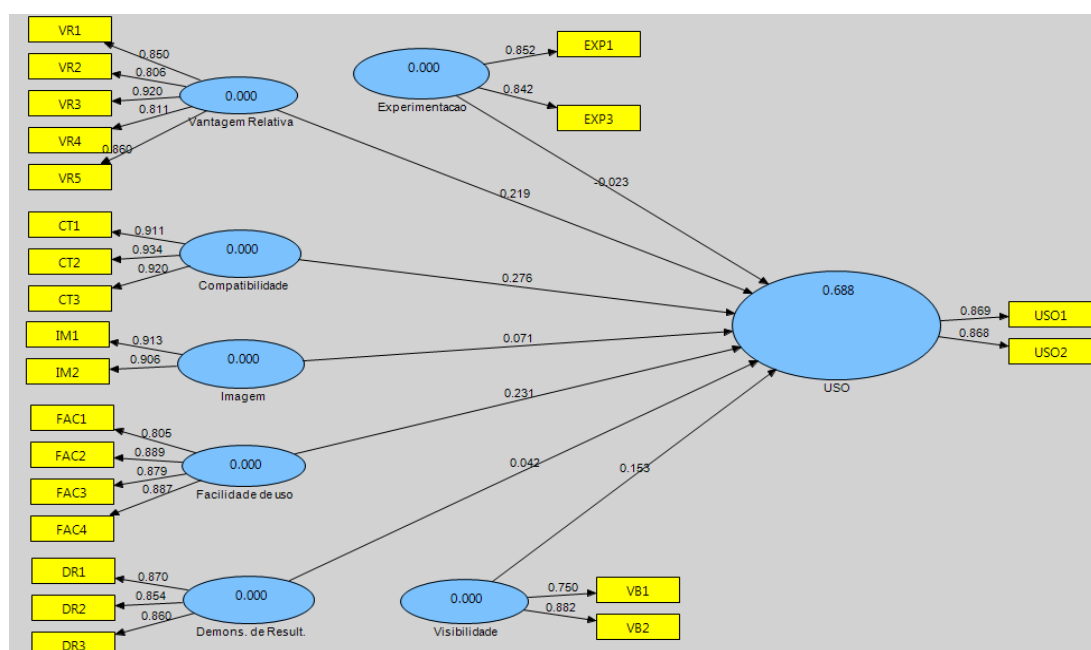 VR1
0.850
VR2
0.806
VR3
0.920
VR4
0.811
VR5
0.860
0.000
Vantagem Relativa
0.219
0.000
Experimentacao
0.852
EXP1
0.842
EXP3
-0.023
CT1
0.911
CT2
0.934
CT3
0.920
0.000
Compatibilidade
0.276
IM1
0.913
IM2
0.906
0.000
Imagem
0.071
FAC1
0.805
FAC2
0.889
FAC3
0.879
FAC4
0.887
0.000
Facilidade de uso
0.231
DR1
0.870
DR2
0.854
DR3
0.860
0.000
Demons. de Result.
0.042
0.000
Visibilidade
0.153
0.750
VB1
0.882
VB2
0.688
USO
0.869
USO1
0.868
USO2